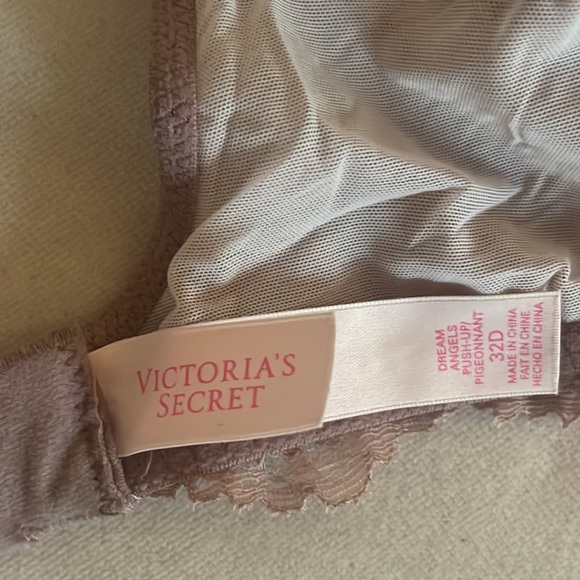 VICTORIA'S
SECRET
DREAM
ANGELS
PUSH-UP/
PIGEONNANT
32D
MADE IN CHINA
FAIT EN CHINE
HECHO EN CHINA